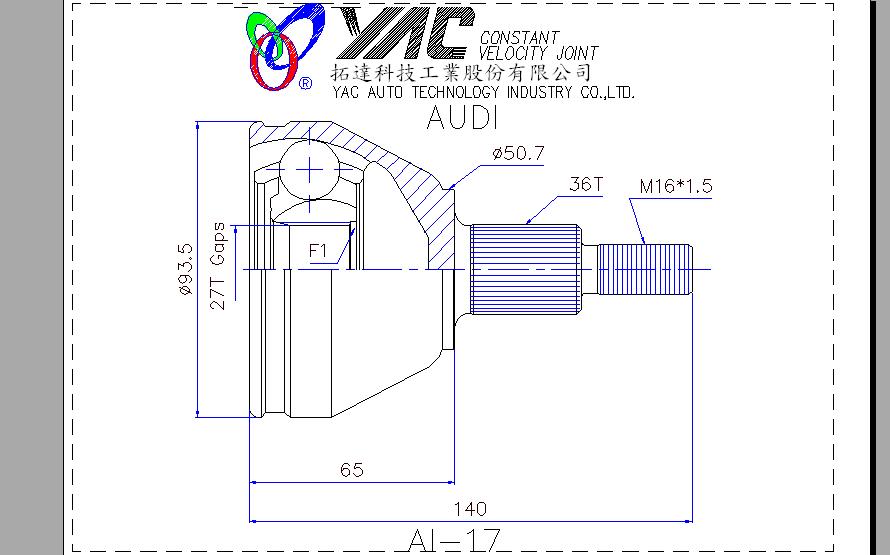 YAC CONSTANT
VELOCITY JOINT
®
拓達科技工業股份有限公司
YAC AUTO TECHNOLOGY INDUSTRY CO.,LTD.
AUDI
ø50.7
36T
M16*1.5
F1
ø93.5
27T Gaps
65
140
AI-17